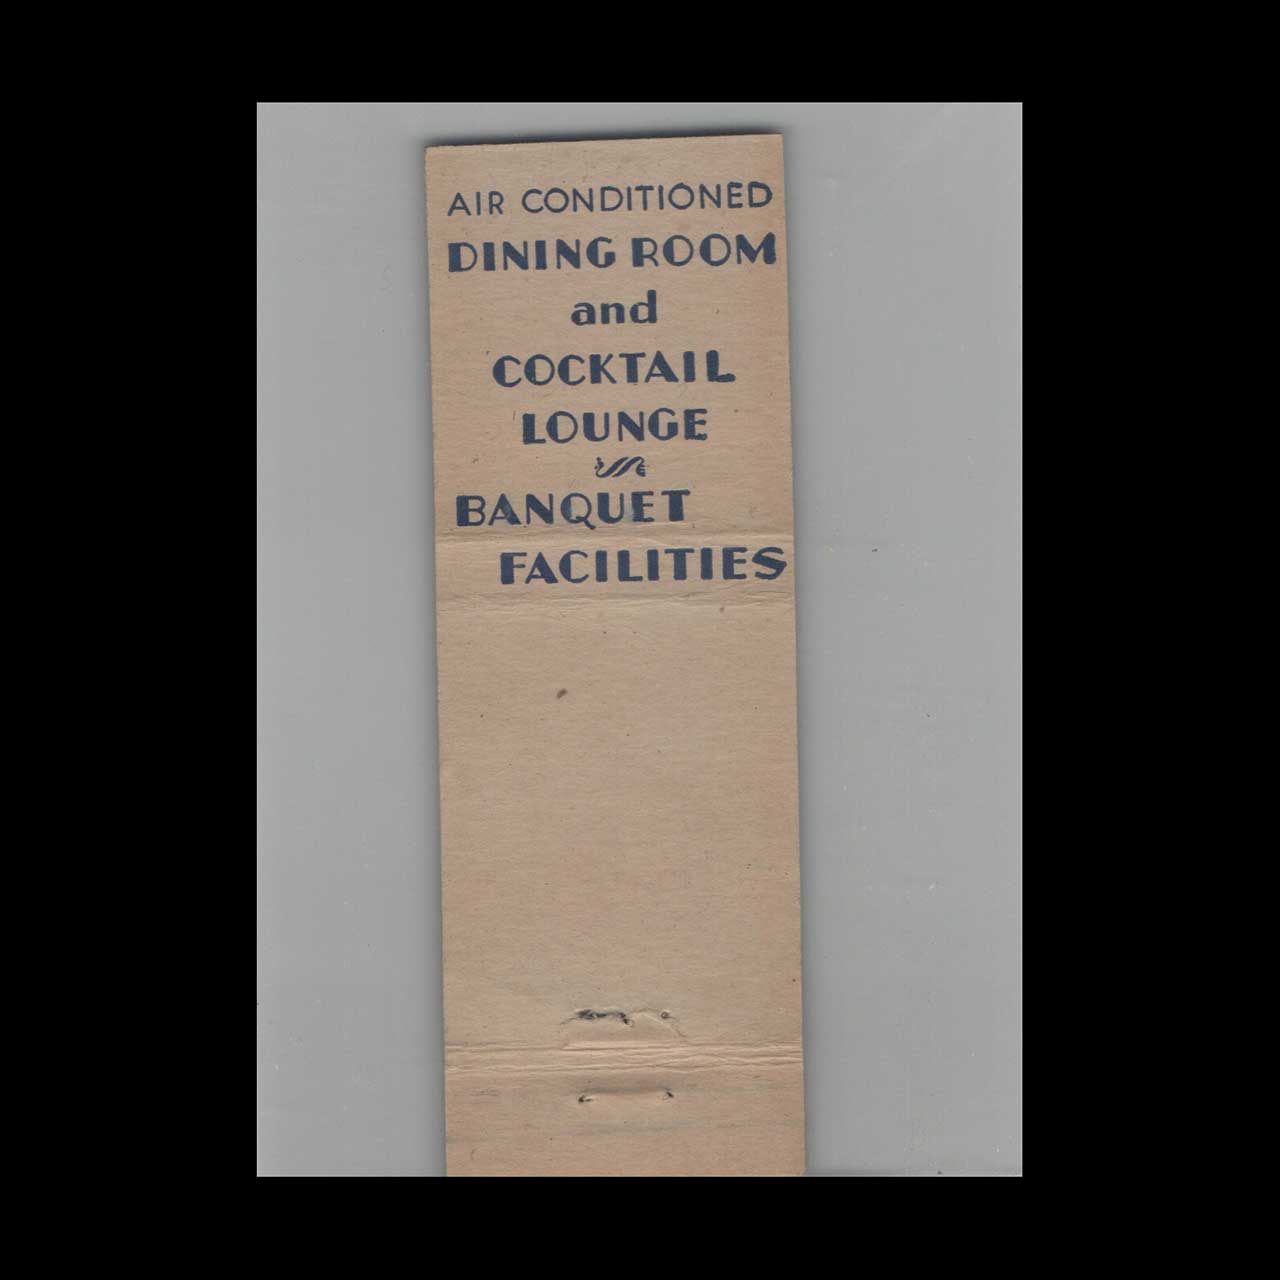 AIR CONDITIONED
DINING ROOM
and
COCKTAIL
LOUNGE
BANQUET
FACILITIES